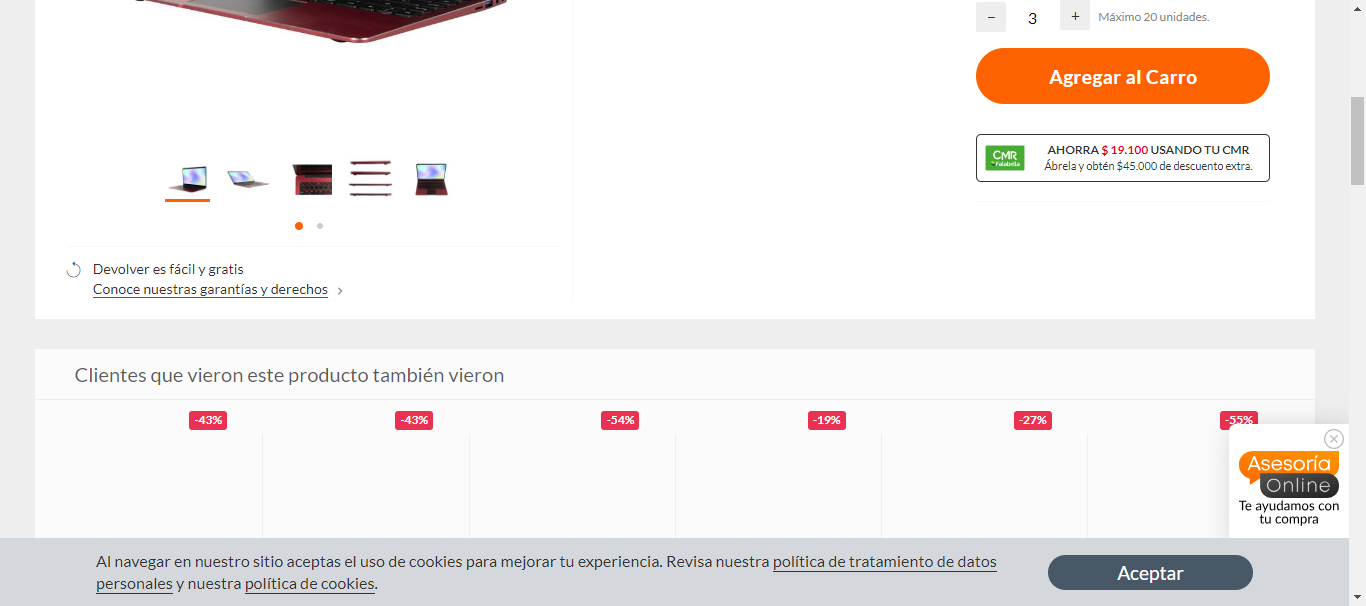 − 3 + Máximo 20 unidades.
Agregar al Carro
CMR
Falabella
AHORRA $ 19.100 USANDO TU CMR
Ábrela y obtén $45.000 de descuento extra.
Devolver es fácil y gratis
Conoce nuestras garantías y derechos
Clientes que vieron este producto también vieron
-43% -43% -54% -19% -27% -55%
Asesoría
Online
Te ayudamos con
tu compra
Al navegar en nuestro sitio aceptas el uso de cookies para mejorar tu experiencia. Revisa nuestra política de tratamiento de datos
personales y nuestra política de cookies.
Aceptar